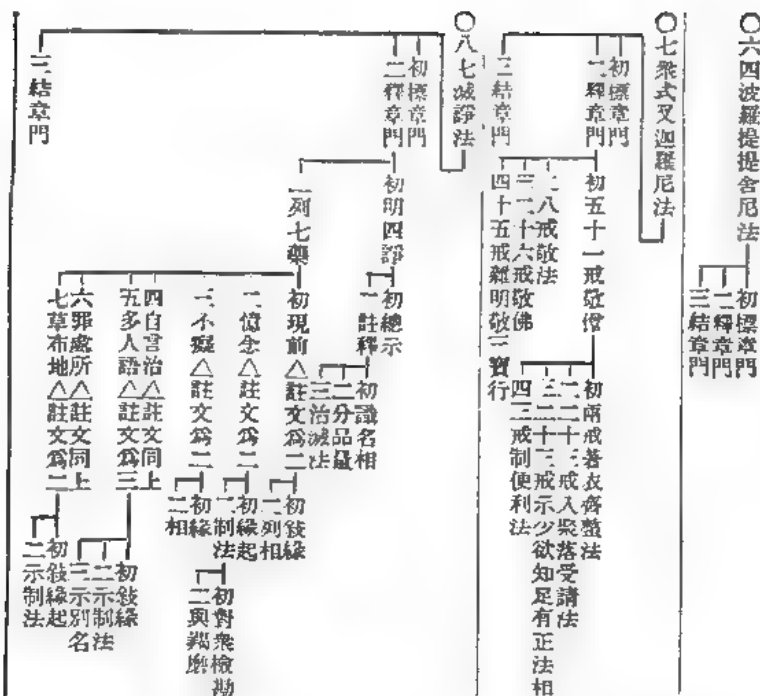 ○六四波羅提提舍尼法
初標章門
二釋章門
三結章門
○七衆式叉迦羅尼法
初標章門
二釋章門
初五十一戒敬僧
初兩戒著衣齊整法
二二十二戒入聚落受請法
三二十三戒示少欲知足有正法相
四三戒制便利法
二八戒敬法
三二十六戒敬佛
四十五戒雜明敬三寶行
三結章門
○八七滅諍法
初標章門
二釋章門
初明四諍
初總示
二註釋
初識名相
二分品量
三治滅法
二列七藥
初現前△註文爲二
初敍緣
二列相
二憶念△註文爲二
初緣起
二制法
初對衆檢勘
二與羯磨
三不癡△註文爲二
初緣
二相
四自言治△註文同上
五多人語△註文爲三
初敍緣
二示制法
三示別名
六罪處所△註文同上
七草布地△註文爲二
初敍緣起
二示制法
三結章門